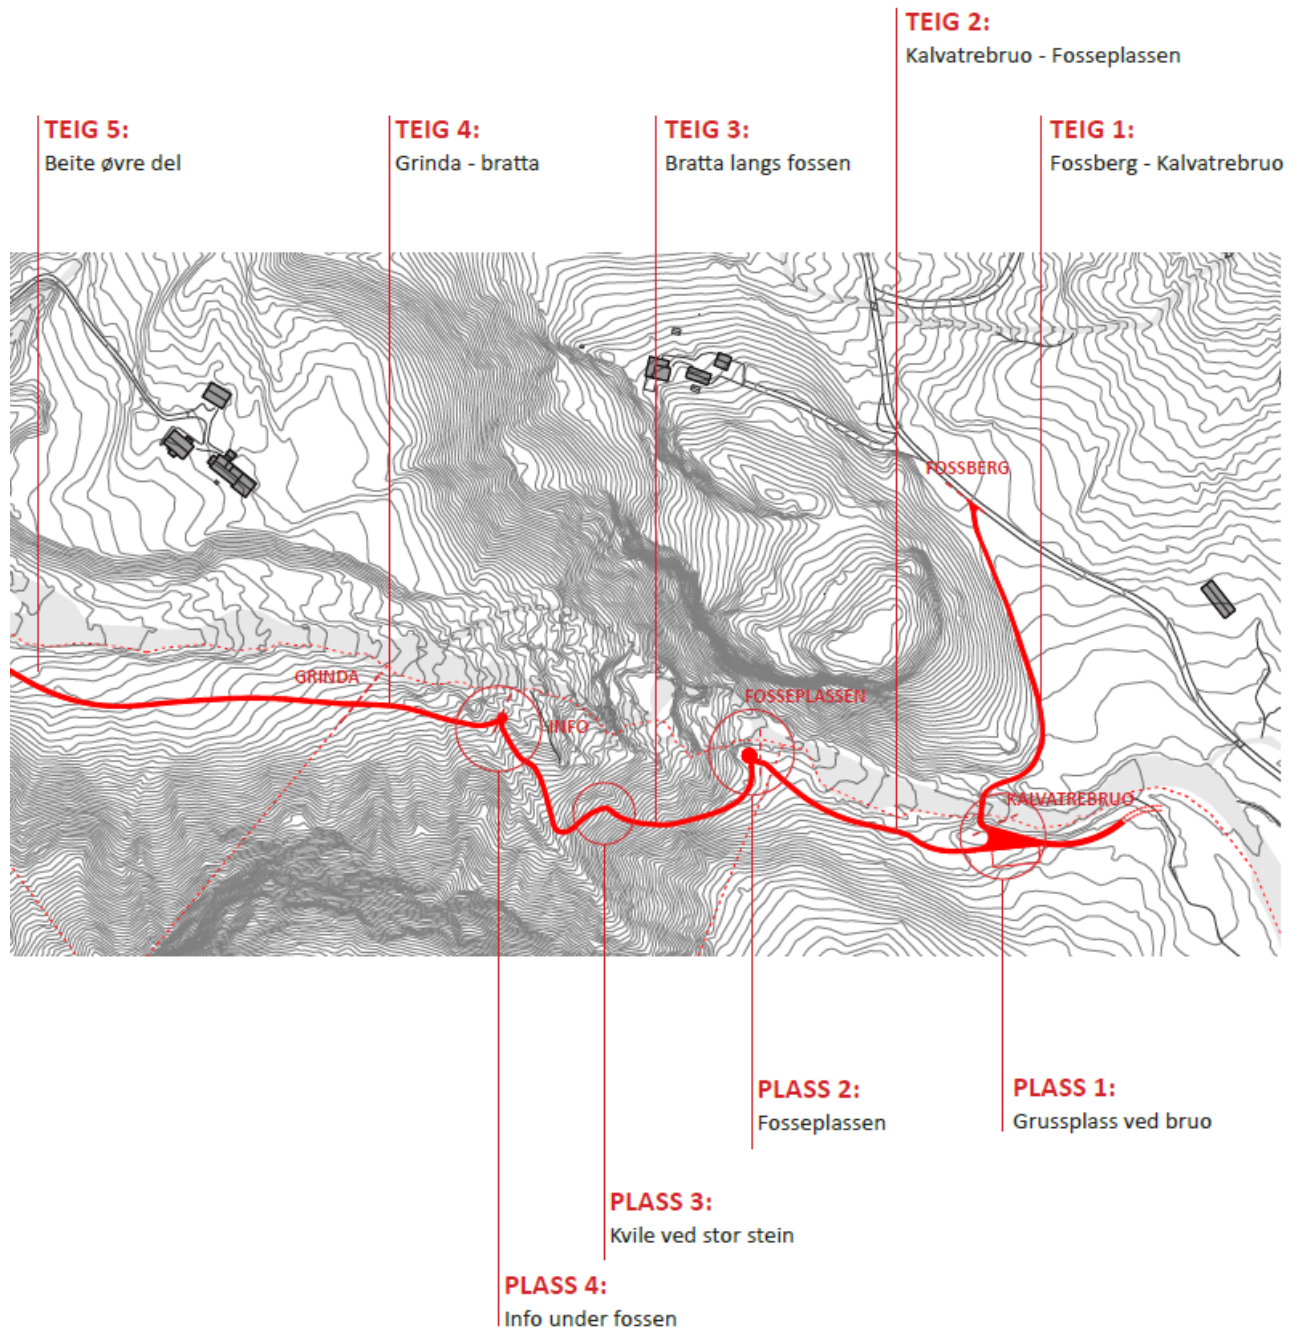 TEIG 2:
Kalvatrebruo - Fosseplassen
TEIG 5:
Beite øvre del
TEIG 4:
Grinda - bratta
TEIG 3:
Bratta langs fossen
TEIG 1:
Fossberg - Kalvatrebruo
FOSSBERG
GRINDA
FOSSEPLASSEN
INFO
KALVATREBRUO
PLASS 2:
Fosseplassen
PLASS 1:
Grussplass ved bruo
PLASS 3:
Kvile ved stor stein
PLASS 4:
Info under fossen